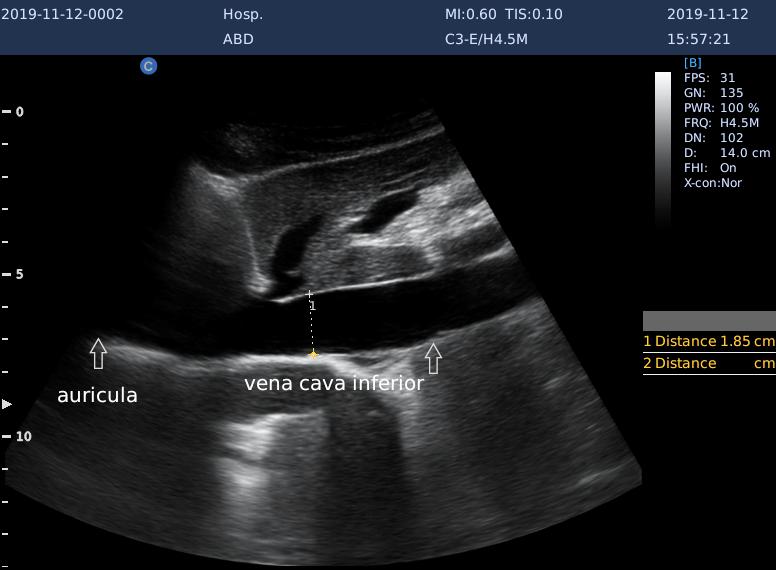 2019-11-12-0002 Hosp. MI:0.60 TIS:0.10 2019-11-12
ABD C3-E/H4.5M 15:57:21
C
[B]
FPS: 31
GN: 135
PWR: 100 %
FRQ: H4.5M
DN: 102
D: 14.0 cm
FHI: On
X-con:Nor
0
5
10
1
auricula
vena cava inferior
1 Distance 1.85 cm
2 Distance cm